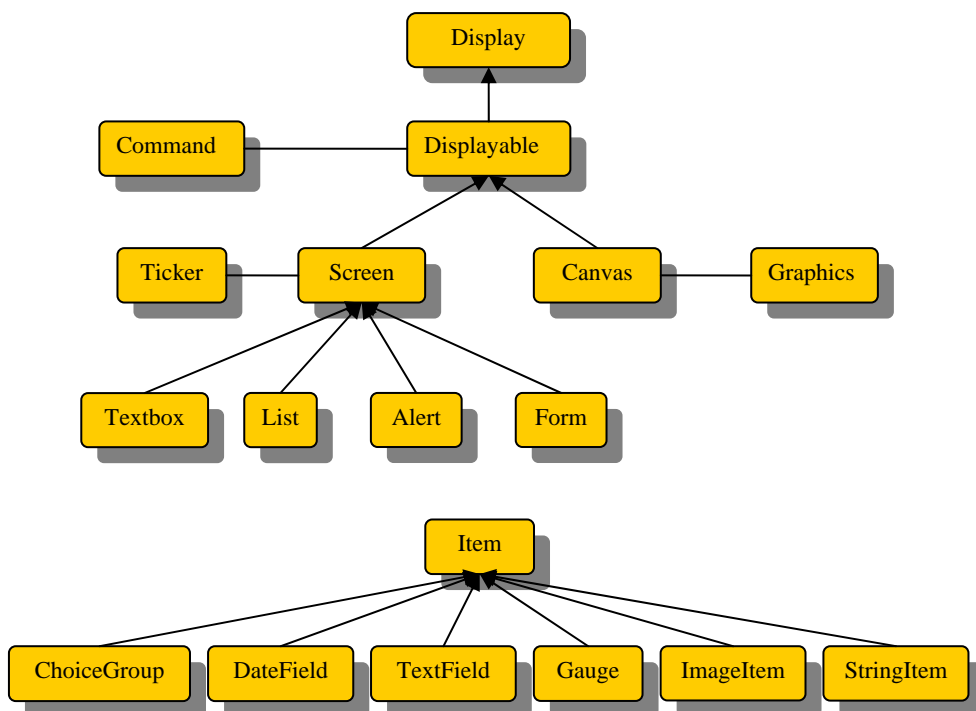 Display
Command
Displayable
Ticker
Screen
Canvas
Graphics
Textbox
List
Alert
Form
Item
ChoiceGroup
DateField
TextField
Gauge
ImageItem
StringItem